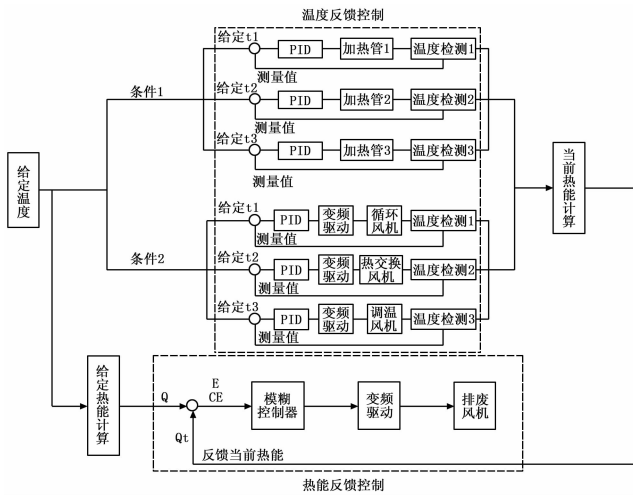 温度反馈控制
给定t1
PID
加热管1
温度检测1
测量值
条件1
给定t2
PID
加热管2
温度检测2
测量值
给定t3
PID
加热管3
温度检测3
测量值
给定温度
当前热能计算
给定t1
PID
变频
驱动
循环
风机
温度检测1
测量值
条件2
给定t2
PID
变频
驱动
热交换
风机
温度检测2
测量值
给定t3
PID
变频
驱动
调温
风机
温度检测3
测量值
给定热能计算
Q
E
CE
模糊
控制器
变频
驱动
排废
风机
Qt
反馈当前热能
热能反馈控制